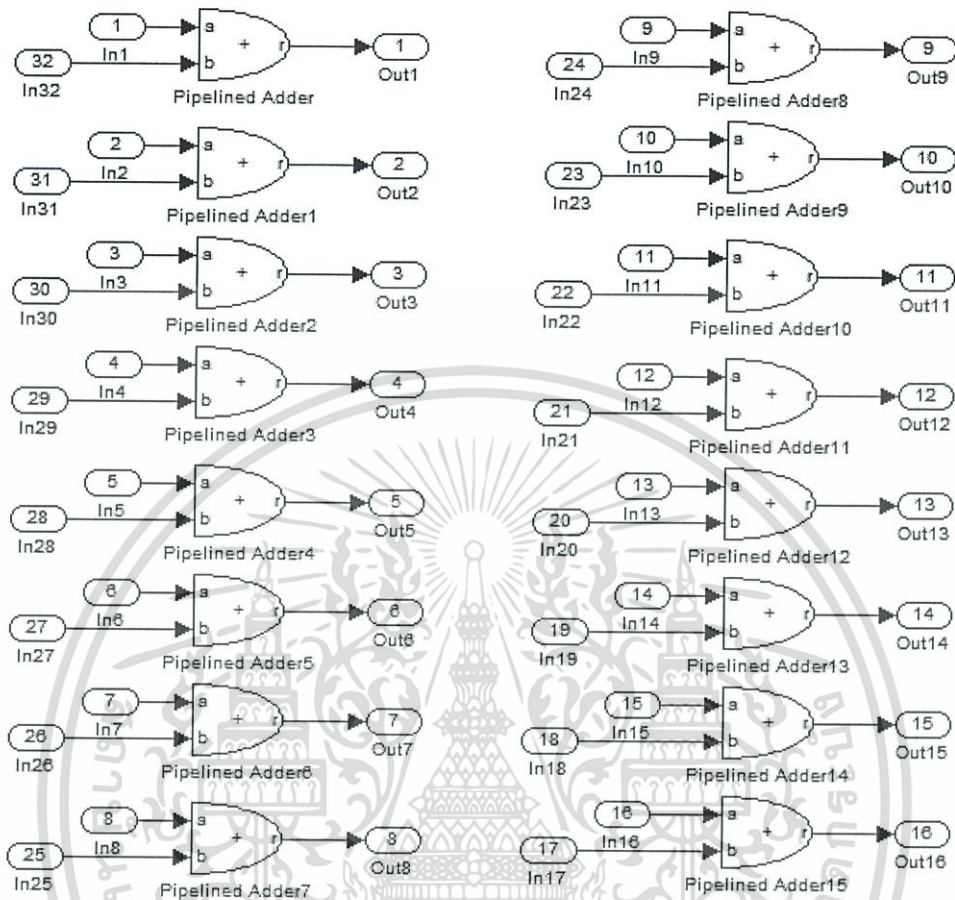 1
a
In1
+
r
1
32
b
Out1
In32
Pipelined Adder
2
a
In2
+
r
2
31
b
Out2
In31
Pipelined Adder1
3
a
In3
+
r
3
30
b
Out3
In30
Pipelined Adder2
4
a
In4
+
r
4
29
b
Out4
In29
Pipelined Adder3
5
a
In5
+
r
5
28
b
Out5
In28
Pipelined Adder4
6
a
In6
+
r
6
27
b
Out6
In27
Pipelined Adder5
7
a
In7
+
r
7
26
b
Out7
In26
Pipelined Adder6
8
a
In8
+
r
8
25
b
Out8
In25
Pipelined Adder7
9
a
In9
+
r
9
24
b
Out9
In24
Pipelined Adder8
10
a
In10
+
r
10
23
b
Out10
In23
Pipelined Adder9
11
a
In11
+
r
11
22
b
Out11
In22
Pipelined Adder10
12
a
In12
+
r
12
21
b
Out12
In21
Pipelined Adder11
13
a
In13
+
r
13
20
b
Out13
In20
Pipelined Adder12
14
a
In14
+
r
14
19
b
Out14
In19
Pipelined Adder13
15
a
In15
+
r
15
18
b
Out15
In18
Pipelined Adder14
16
a
In16
+
r
16
17
b
Out16
In17
Pipelined Adder15